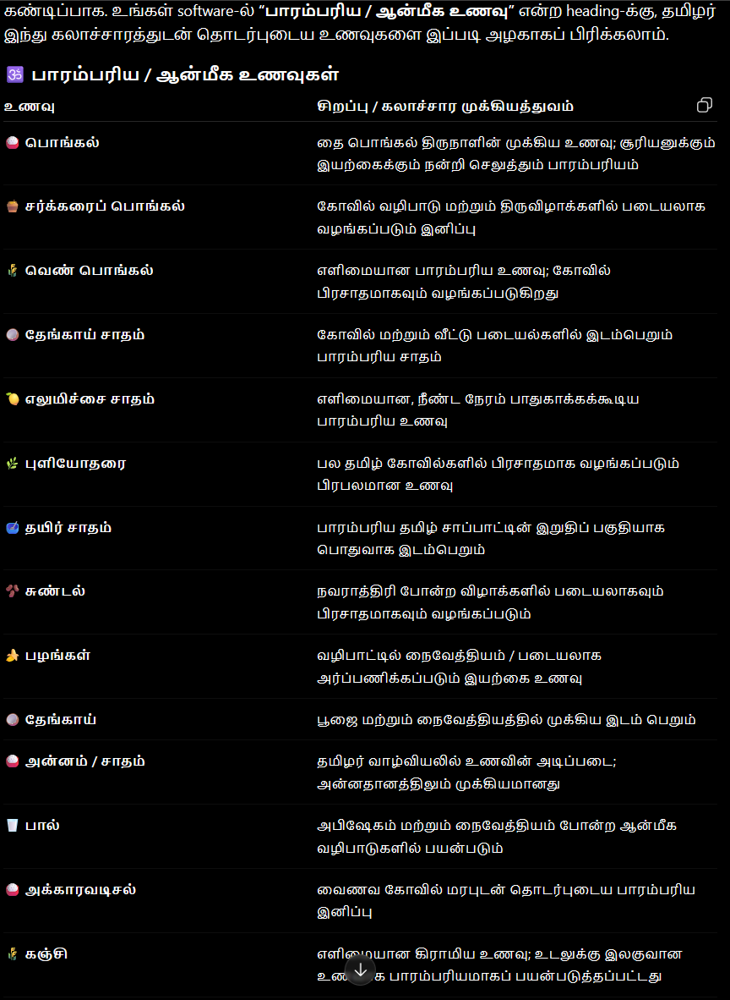 கண்டிப்பாக. உங்கள் software-ல் “பாரம்பரிய / ஆன்மீக உணவு” என்ற heading-க்கு, தமிழர்
இந்து கலாச்சாரத்துடன் தொடர்புடைய உணவுகளை இப்படி அழகாகப் பிரிக்கலாம்.
🕉️ பாரம்பரிய / ஆன்மீக உணவுகள்
உணவு சிறப்பு / கலாச்சார முக்கியத்துவம்
🍚 பொங்கல் தை பொங்கல் திருநாளின் முக்கிய உணவு; சூரியனுக்கும்
இயற்கைக்கும் நன்றி செலுத்தும் பாரம்பரியம்
சர்க்கரைப் பொங்கல் கோவில் வழிபாடு மற்றும் திருவிழாக்களில் படையலாக
வழங்கப்படும் இனிப்பு
🌾 வெண் பொங்கல் எளிமையான பாரம்பரிய உணவு; கோவில்
பிரசாதமாகவும் வழங்கப்படுகிறது
தேங்காய் சாதம் கோவில் மற்றும் வீட்டு படையல்களில் இடம்பெறும்
பாரம்பரிய சாதம்
🍋 எலுமிச்சை சாதம் எளிமையான, நீண்ட நேரம் பாதுகாக்கக்கூடிய
பாரம்பரிய உணவு
🌿 புளியோதரை பல தமிழ் கோவில்களில் பிரசாதமாக வழங்கப்படும்
பிரபலமான உணவு
🥣 தயிர் சாதம் பாரம்பரிய தமிழ் சாப்பாட்டின் இறுதிப் பகுதியாக
பொதுவாக இடம்பெறும்
🫘 சுண்டல் நவராத்திரி போன்ற விழாக்களில் படையலாகவும்
பிரசாதமாகவும் வழங்கப்படும்
🍌 பழங்கள் வழிபாட்டில் நைவேத்தியம் / படையலாக
அர்ப்பணிக்கப்படும் இயற்கை உணவு
தேங்காய் பூஜை மற்றும் நைவேத்தியத்தில் முக்கிய இடம் பெறும்
🍚 அன்னம் / சாதம் தமிழர் வாழ்வியலில் உணவின் அடிப்படை;
அன்னதானத்திலும் முக்கியமானது
🥛 பால் அபிஷேகம் மற்றும் நைவேத்தியம் போன்ற ஆன்மீக
வழிபாடுகளில் பயன்படும்
🍚 அக்காரவடிசல் வைணவ கோவில் மரபுடன் தொடர்புடைய பாரம்பரிய
இனிப்பு
🌾 கஞ்சி எளிமையான கிராமிய உணவு; உடலுக்கு இலகுவான
பாரம்பரியமாகப் பயன்படுத்தப்பட்டது